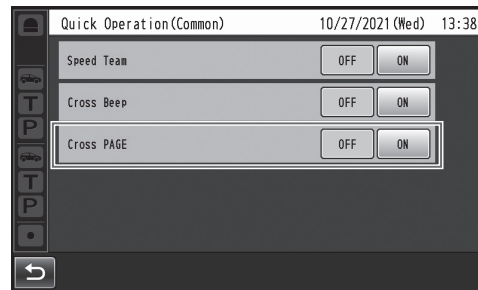 Quick Operation(Common) 10/27/2021(Wed) 13:38
Speed Team OFF ON
Cross Beep OFF ON
T
P
Cross PAGE OFF ON
T
P